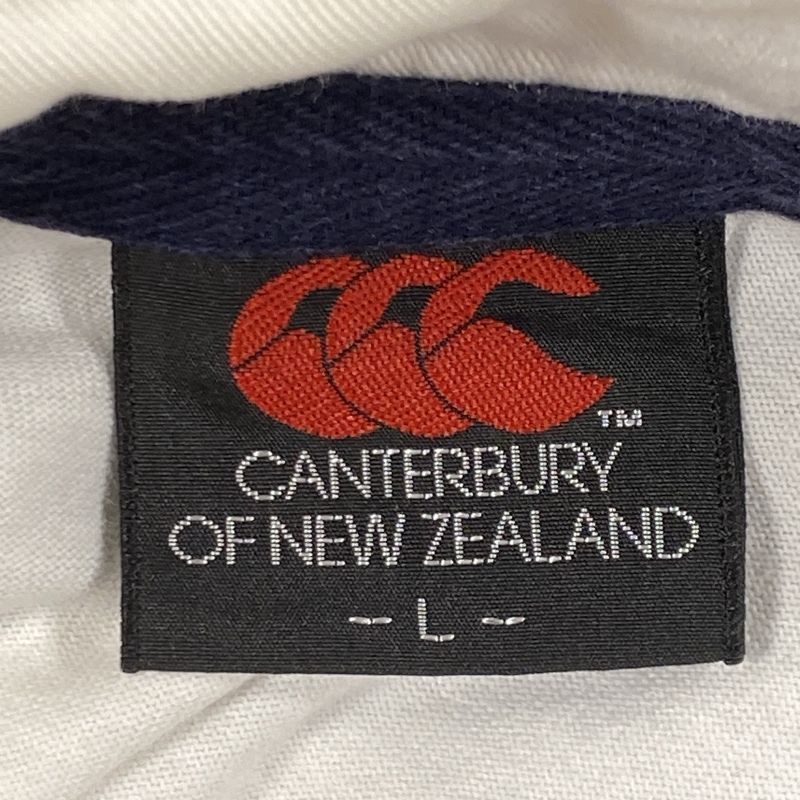 TM
CANTERBURY
OF NEW ZEALAND
- L -